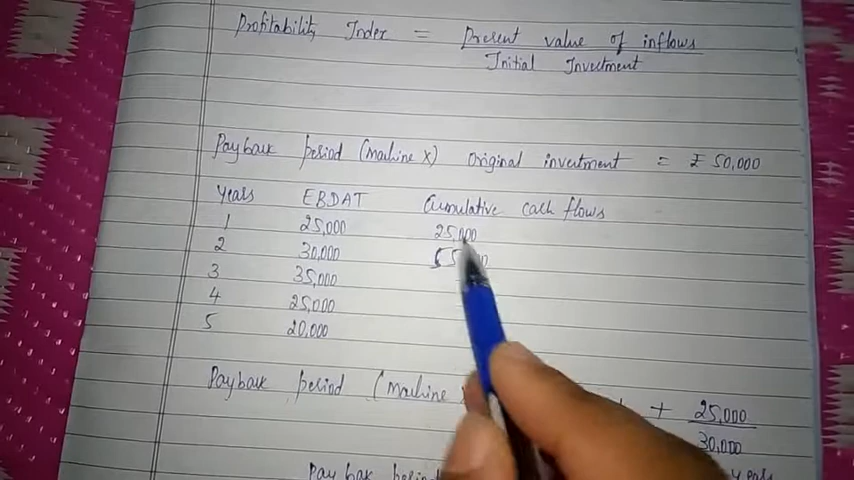 Profitability Index = Present value of inflows
Initial Investment
Payback period (Machine X) Original investment = ₹ 50,000
Years EBDAT Cumulative cash flows
1 25,000 25,000
2 30,000
3 35,000
4 25,000
5 20,000
Payback period (Machine + 25,000
30,000
Payback